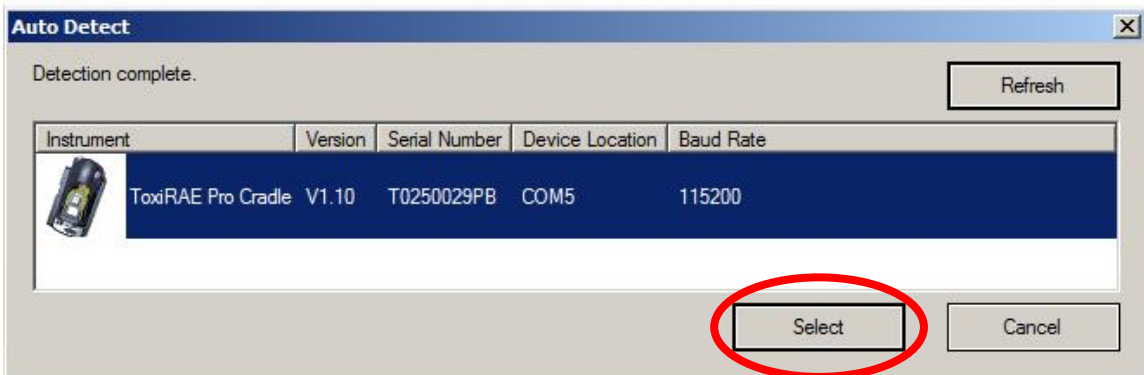 Auto Detect
Detection complete.
Refresh
Instrument Version Serial Number Device Location Baud Rate
ToxiRAE Pro Cradle V1.10 T0250029PB COM5 115200
Select Cancel